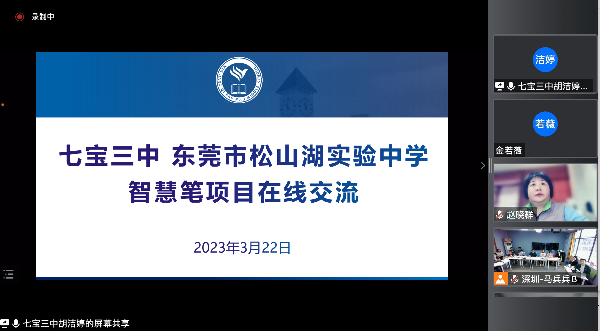 录制中
七宝三中 东莞市松山湖实验中学
智慧笔项目在线交流
2023年3月22日
七宝三中胡洁婷的屏幕共享
洁婷
七宝三中胡洁婷...
若薇
金若薇
赵晓群
深圳-马兵兵B